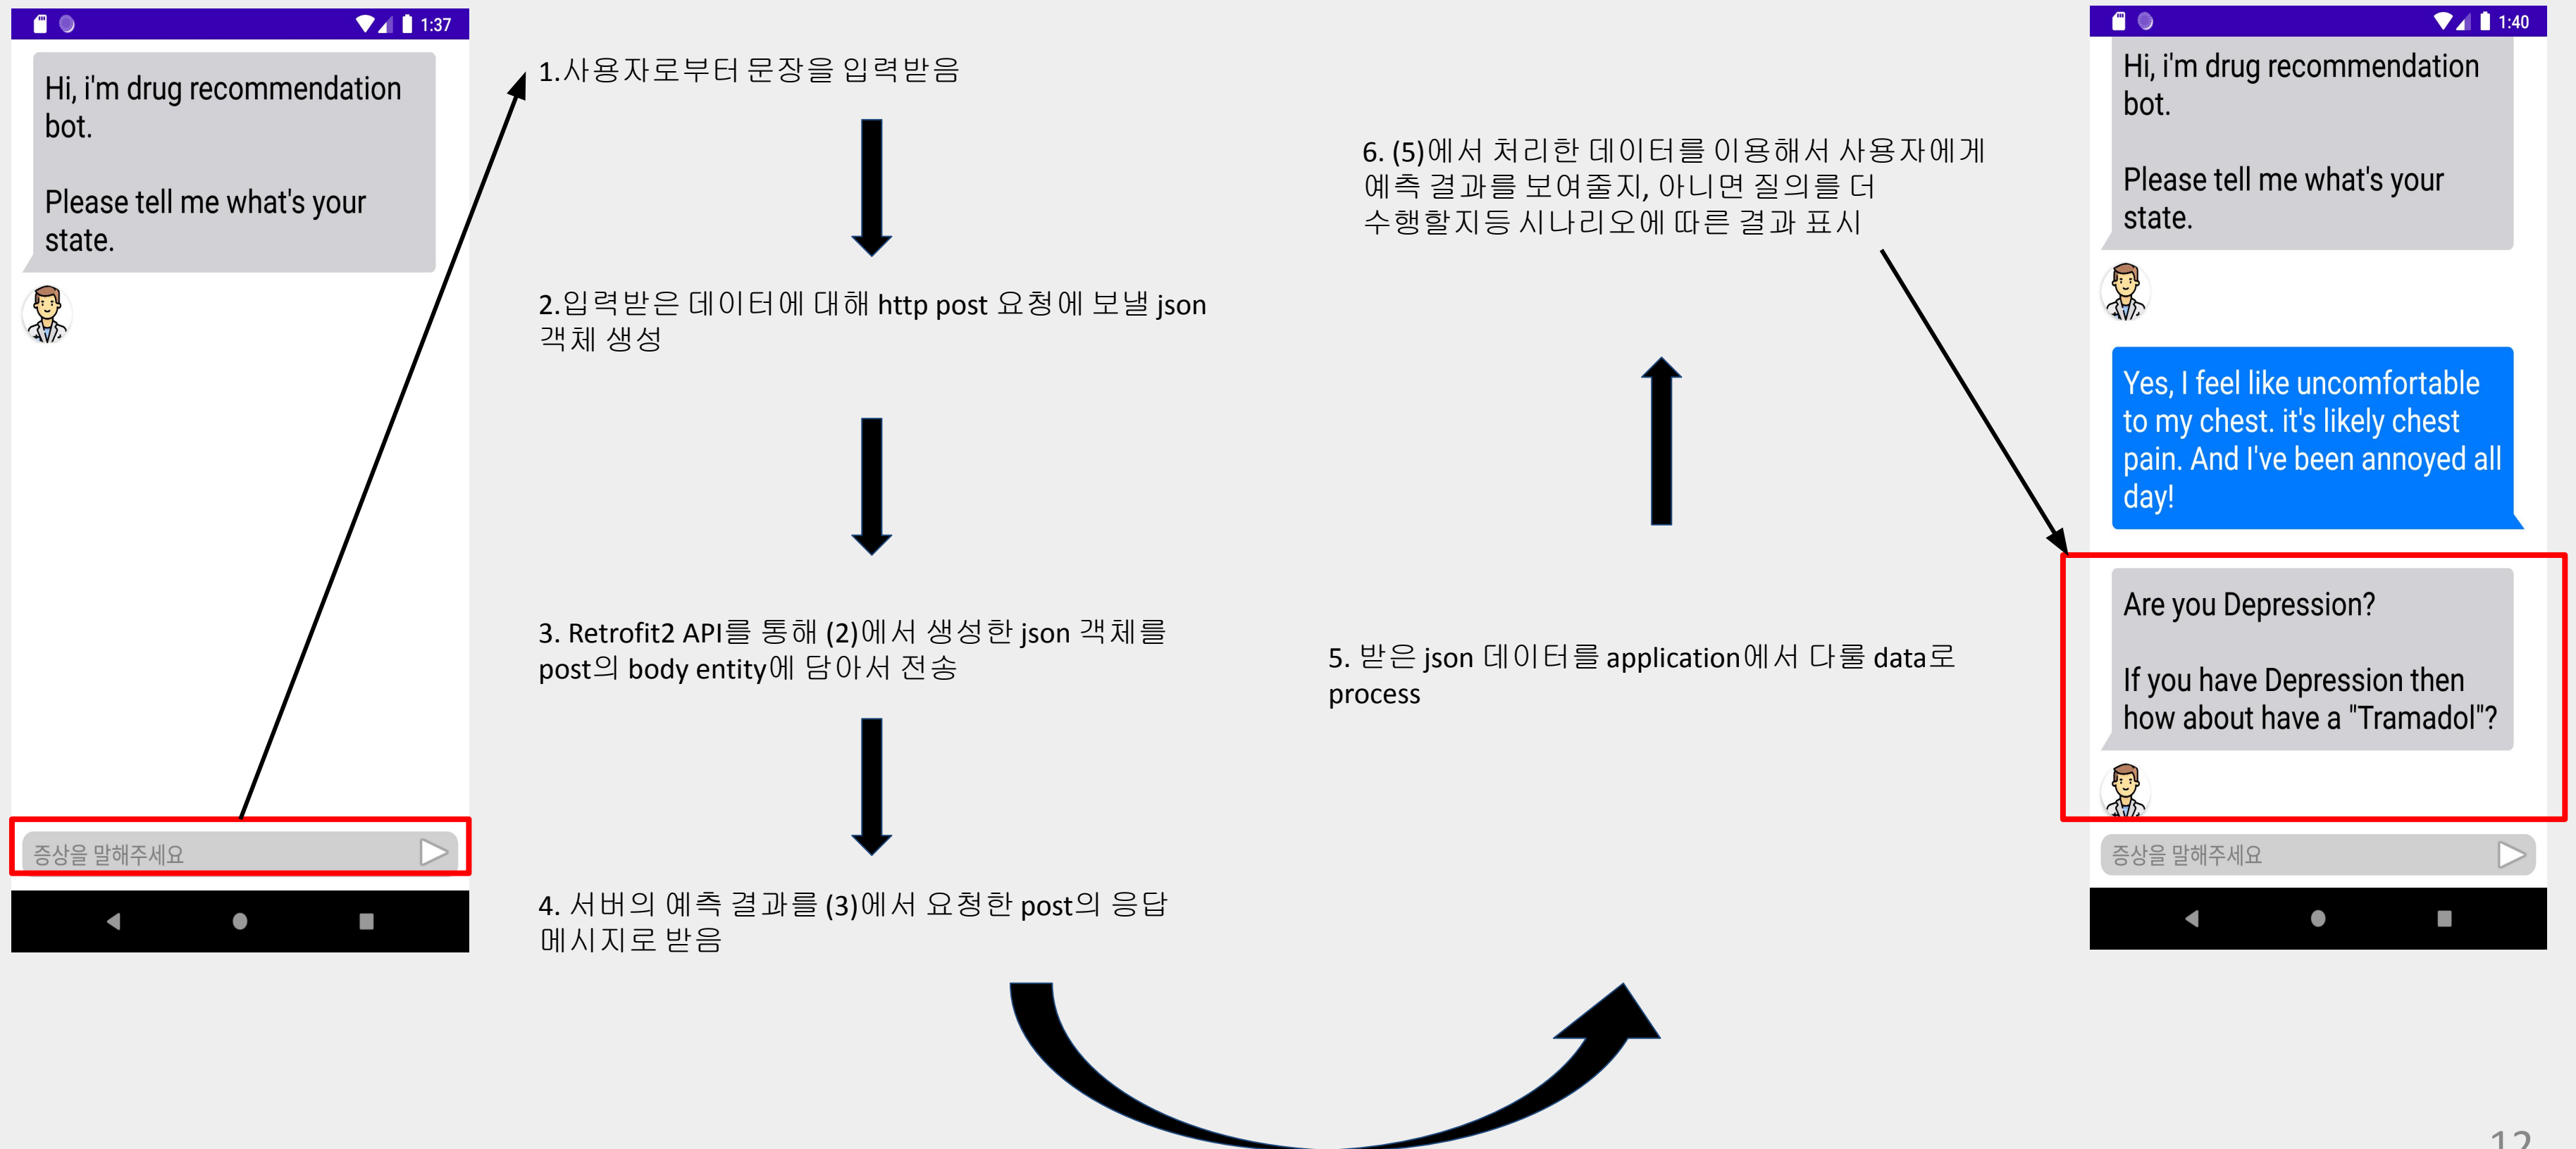 1:37
Hi, i'm drug recommendation
bot.
Please tell me what's your
state.
증상을 말해주세요
1.사용자로부터 문장을 입력받음
2.입력받은 데이터에 대해 http post 요청에 보낼 json
객체 생성
3. Retrofit2 API를 통해 (2)에서 생성한 json 객체를
post의 body entity에 담아서 전송
4. 서버의 예측 결과를 (3)에서 요청한 post의 응답
메시지로 받음
5. 받은 json 데이터를 application에서 다룰 data로
process
6. (5)에서 처리한 데이터를 이용해서 사용자에게
예측 결과를 보여줄지, 아니면 질의를 더
수행할지등 시나리오에 따른 결과 표시
1:40
Hi, i'm drug recommendation
bot.
Please tell me what's your
state.
Yes, I feel like uncomfortable
to my chest. it's likely chest
pain. And I've been annoyed all
day!
Are you Depression?
If you have Depression then
how about have a "Tramadol"?
증상을 말해주세요
12